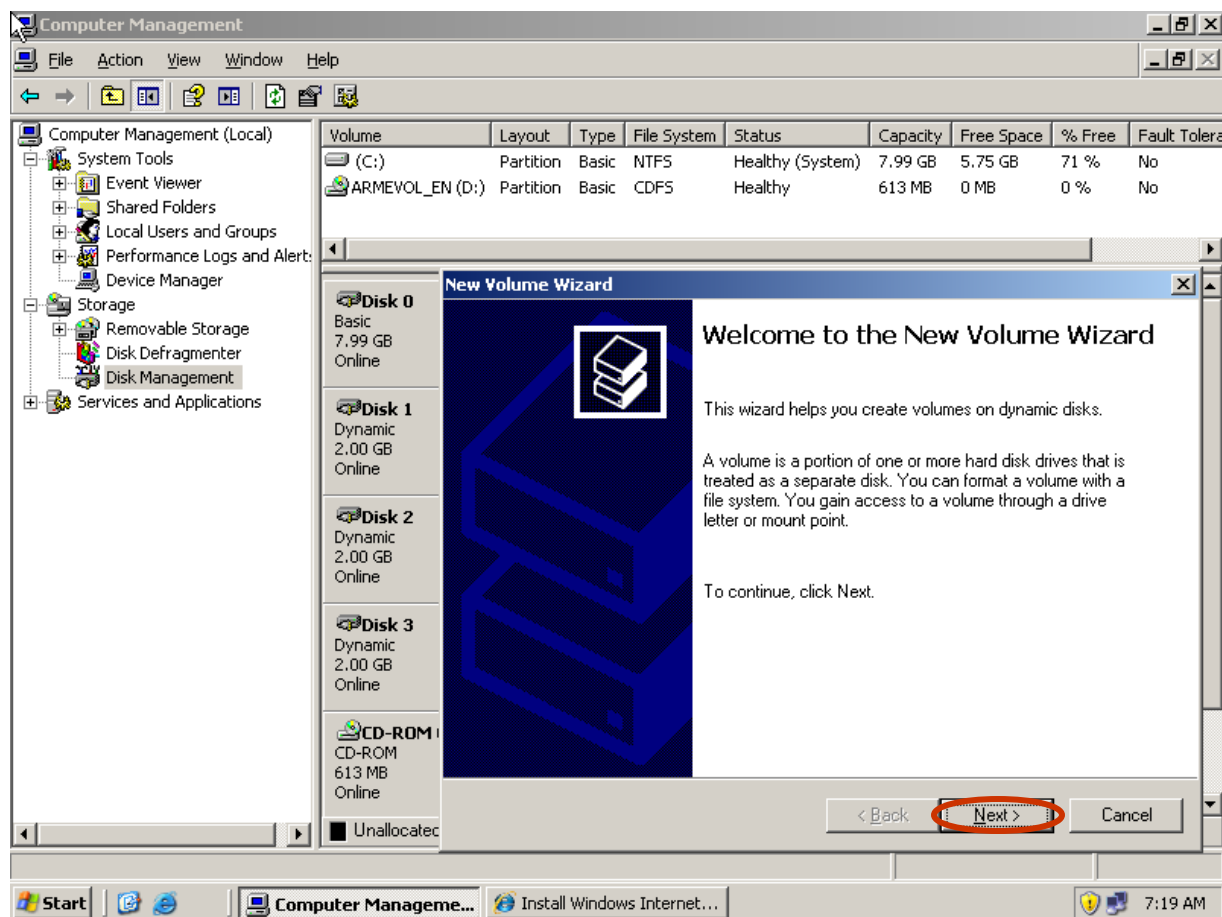 Computer Management
File Action View Window Help
Computer Management (Local)
System Tools
Event Viewer
Shared Folders
Local Users and Groups
Performance Logs and Alert
Device Manager
Storage
Removable Storage
Disk Defragmenter
Disk Management
Services and Applications
Volume Layout Type File System Status Capacity Free Space % Free Fault Tolera
(C:) Partition Basic NTFS Healthy (System) 7.99 GB 5.75 GB 71 % No
ARMEVOL_EN (D:) Partition Basic CDFS Healthy 613 MB 0 MB 0 % No
Disk 0
Basic
7.99 GB
Online
Disk 1
Dynamic
2.00 GB
Online
Disk 2
Dynamic
2.00 GB
Online
Disk 3
Dynamic
2.00 GB
Online
CD-ROM
CD-ROM
613 MB
Online
Unallocated
New Volume Wizard
Welcome to the New Volume Wizard
This wizard helps you create volumes on dynamic disks.
A volume is a portion of one or more hard disk drives that is
treated as a separate disk. You can format a volume with a
file system. You gain access to a volume through a drive
letter or mount point.
To continue, click Next.
< Back Next > Cancel
Start Computer Manageme... Install Windows Internet... 7:19 AM